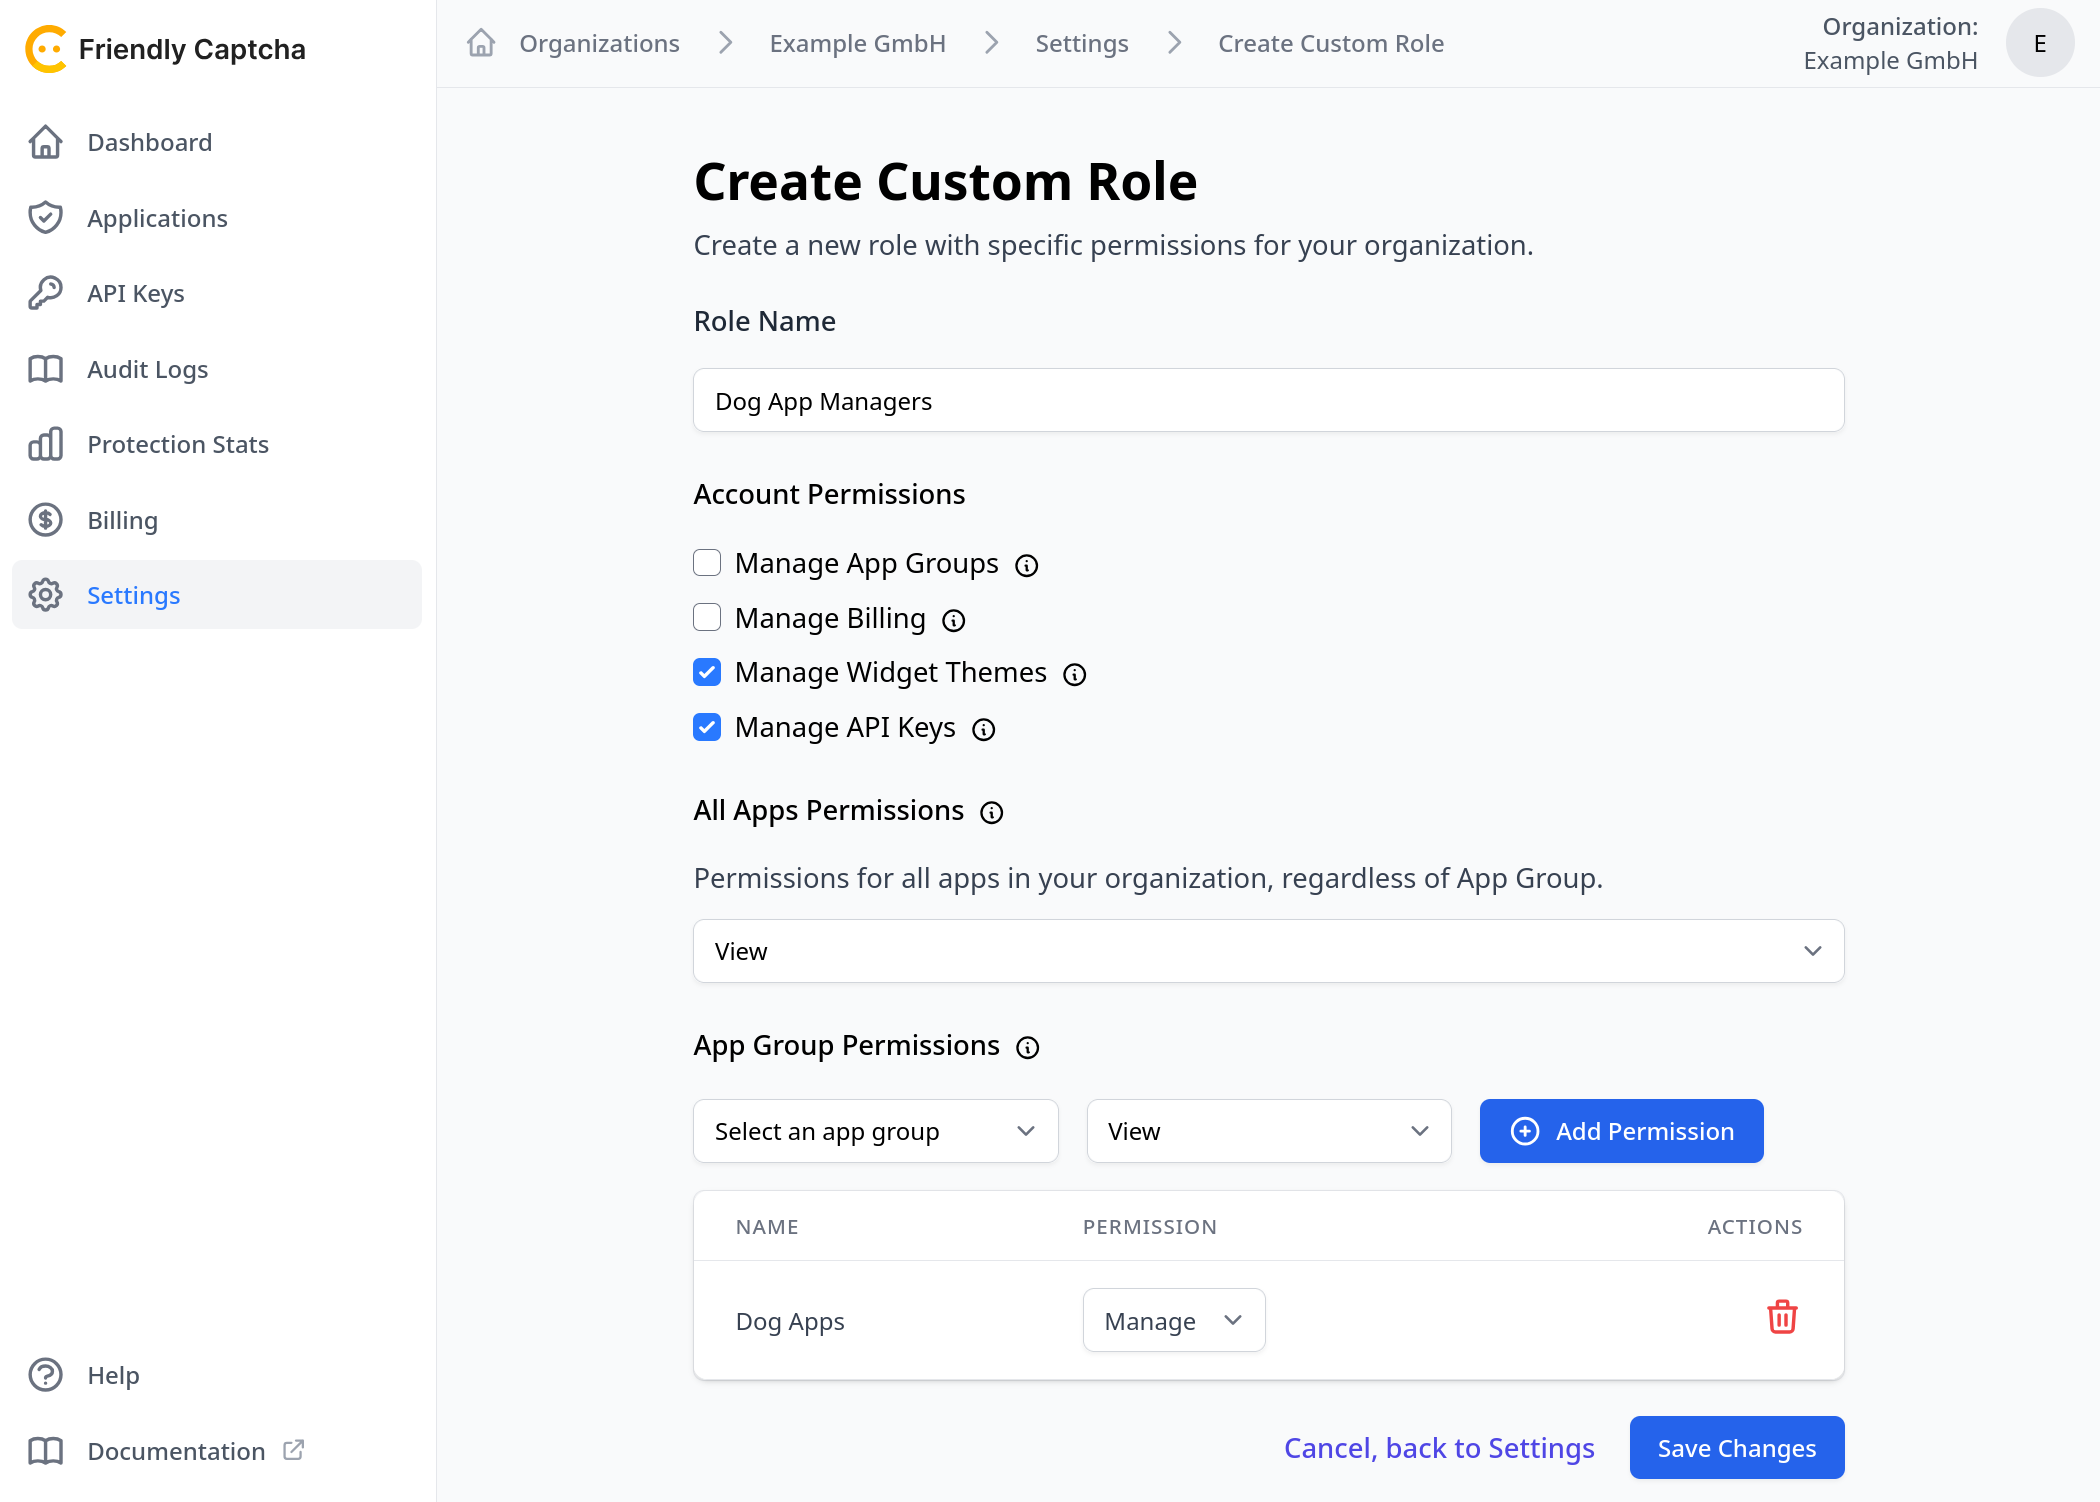 Friendly Captcha
Dashboard
Applications
API Keys
Audit Logs
Protection Stats
Billing
Settings
Help
Documentation
Organizations
Example GmbH
Settings
Create Custom Role
Organization:
Example GmbH
E
Create Custom Role
Create a new role with specific permissions for your organization.
Role Name
Dog App Managers
Account Permissions
Manage App Groups
Manage Billing
Manage Widget Themes
Manage API Keys
All Apps Permissions
Permissions for all apps in your organization, regardless of App Group.
View
App Group Permissions
Select an app group
View
Add Permission
NAME
PERMISSION
ACTIONS
Dog Apps
Manage
Cancel, back to Settings
Save Changes